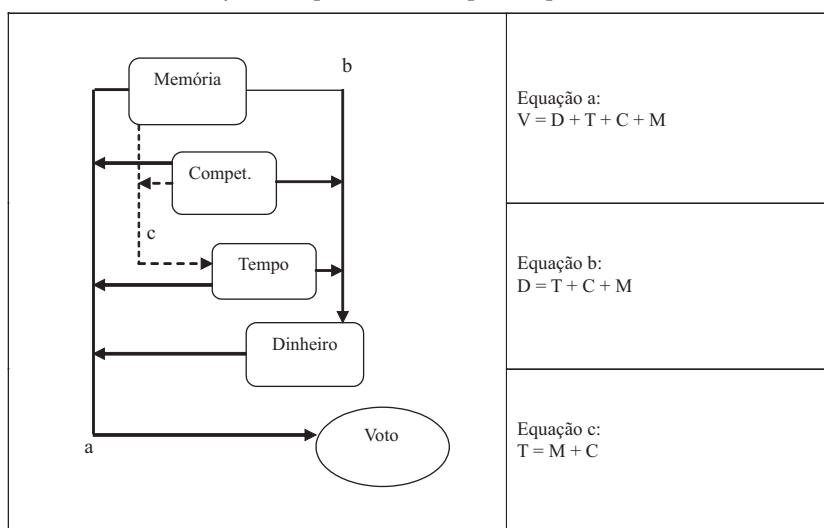 Memória
b
Compet.
c
Tempo
Dinheiro
Voto
a
Equação a:
V = D + T + C + M
Equação b:
D = T + C + M
Equação c:
T = M + C